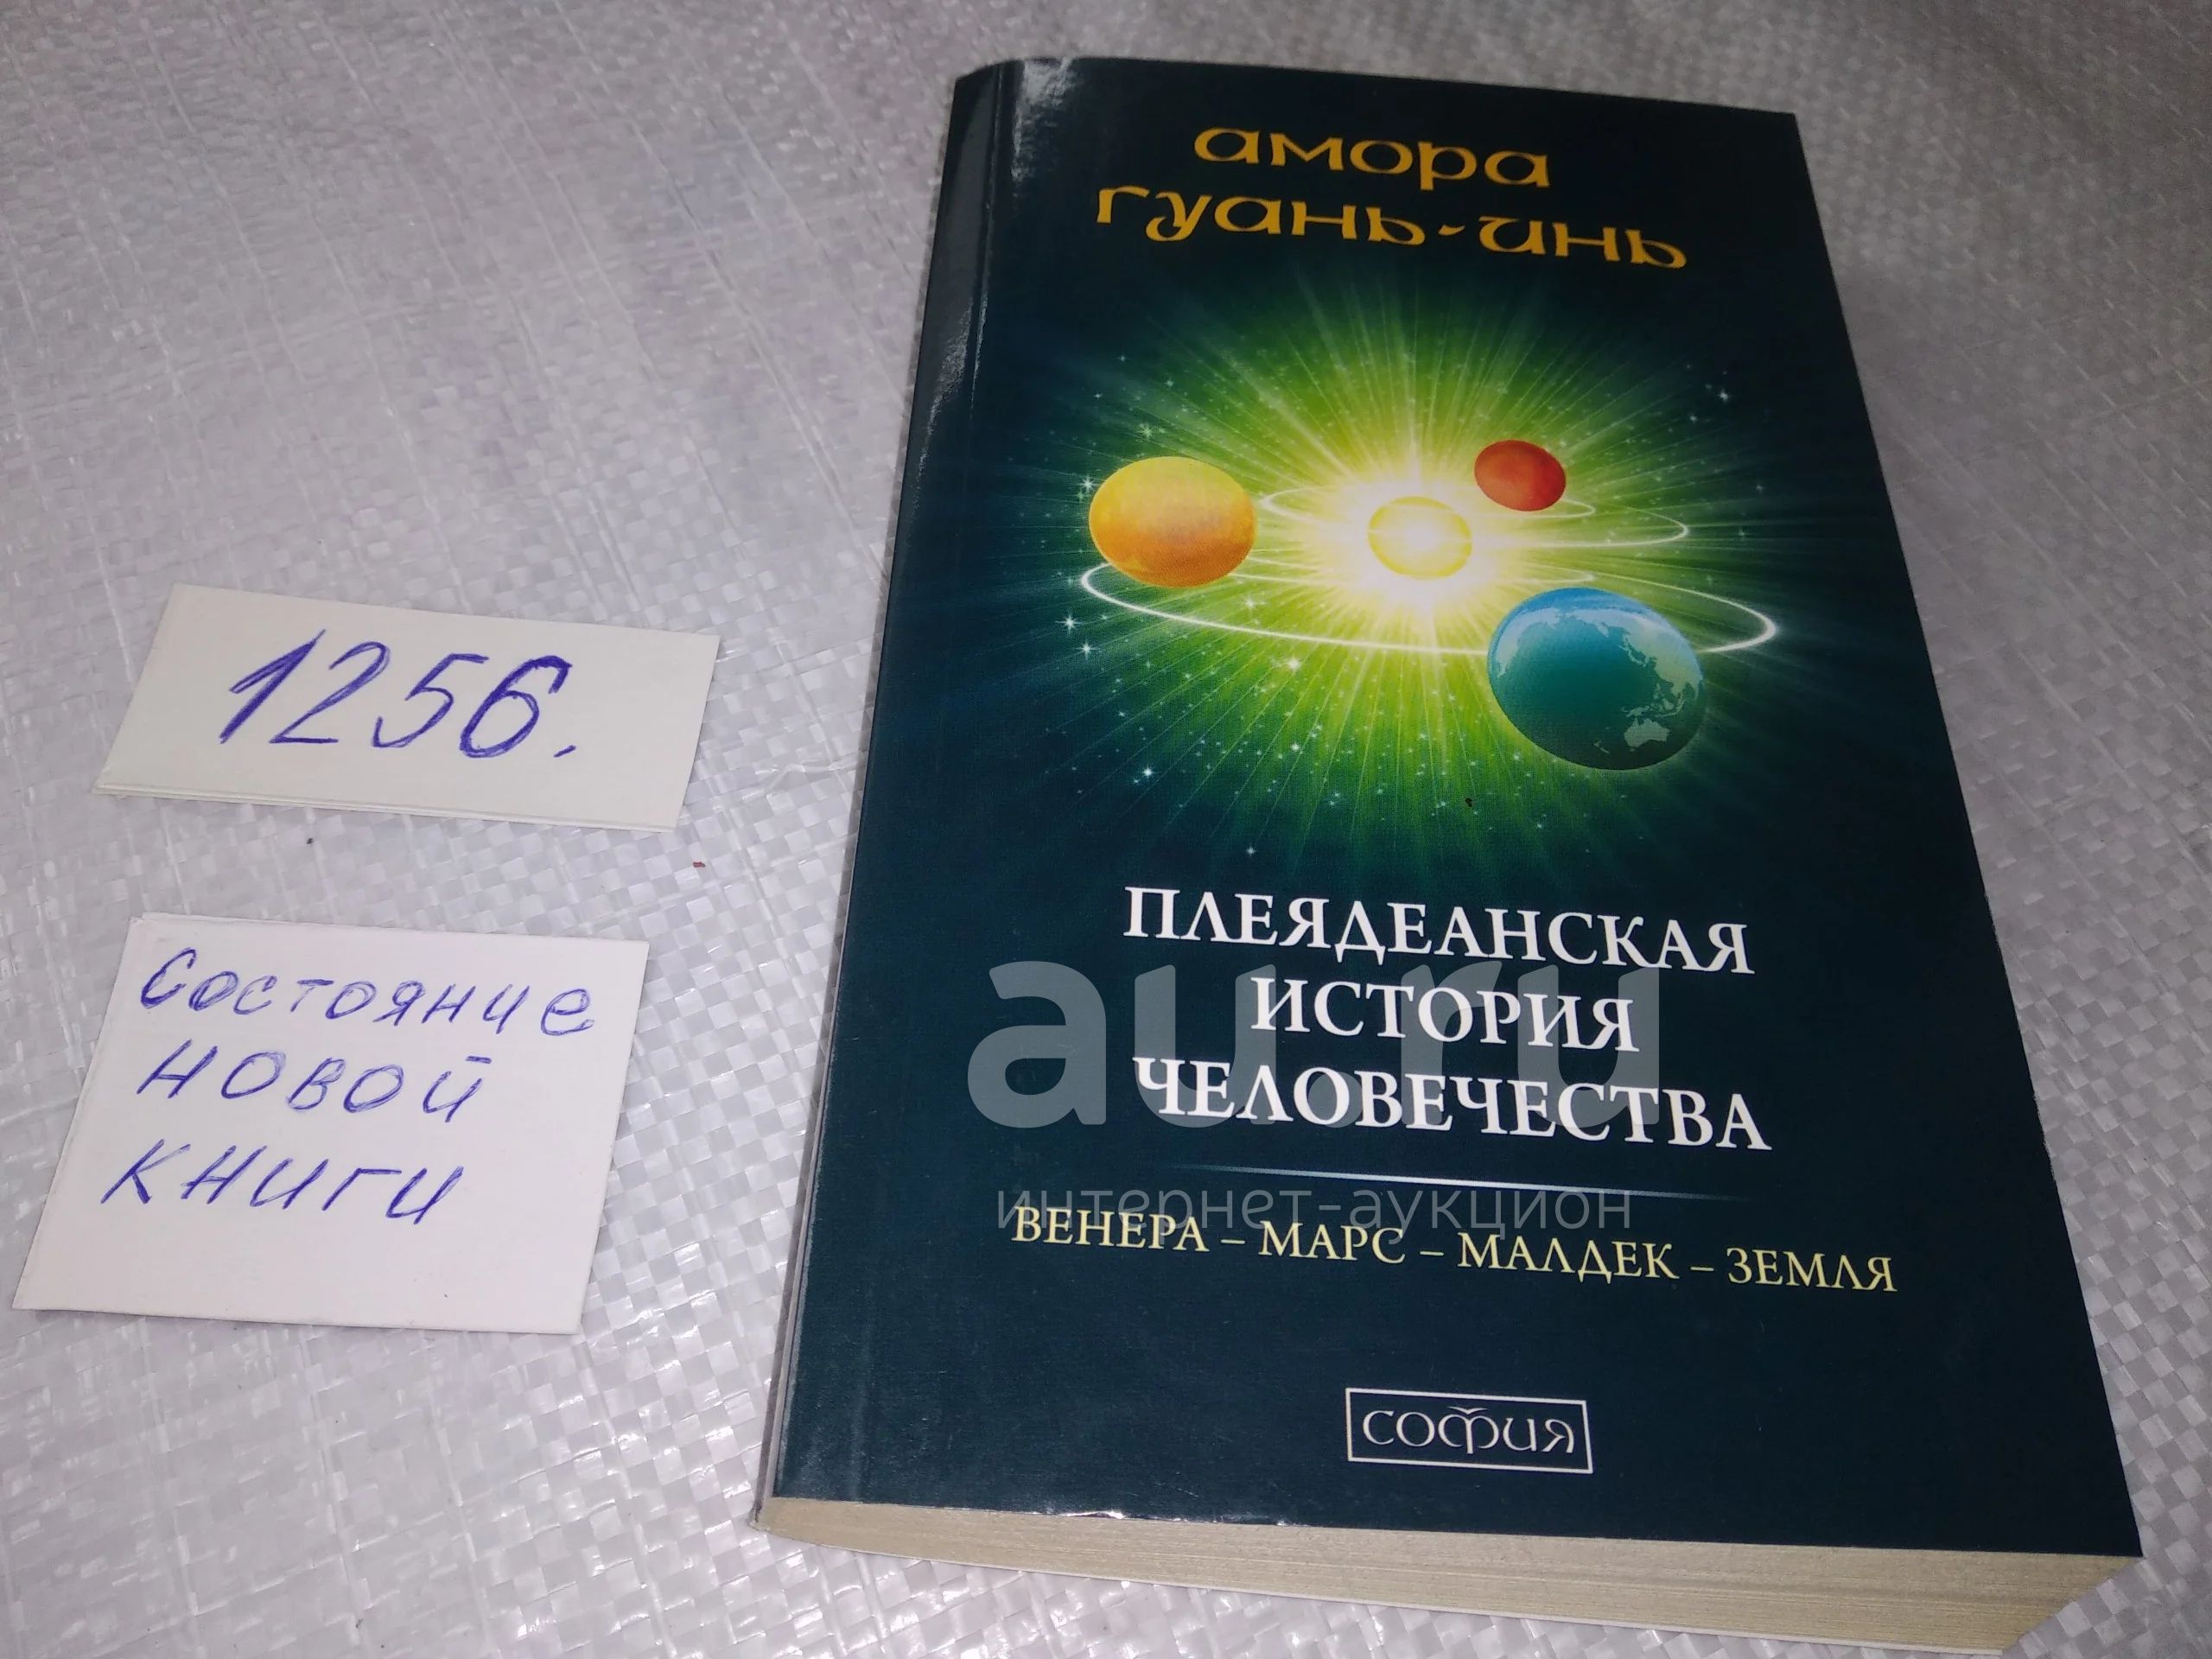 амора
гуань-инь
1256.
Состояние
новой
книги
ПЛЕЯДЕАНСКАЯ
ИСТОРИЯ
ЧЕЛОВЕЧЕСТВА
au.ru
интернет-аукцион
ВЕНЕРА – МАРС – МАЛДЕК – ЗЕМЛЯ
СОФИЯ